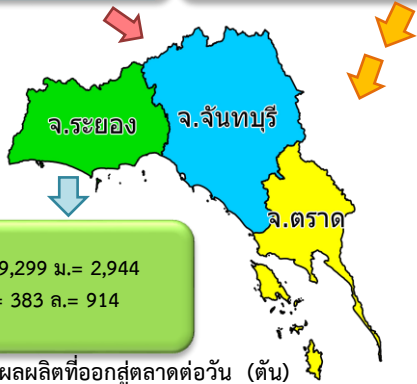 จ.ระยอง
จ.จันทบุรี
จ.ตราด
9,299 ม.= 2,944
= 383 ล.= 914
ผลผลิตที่ออกสู่ตลาดต่อวัน (ตัน)